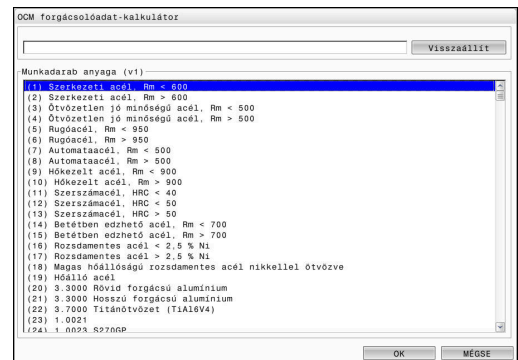 OCM forgácsolóadat-kalkulátor
Visszaállít
Munkadarab anyaga (v1)
(1) Szerkezeti acél, Rm < 600
(2) Szerkezeti acél, Rm > 600
(3) Ötvözetlen jó minőségű acél, Rm < 500
(4) Ötvözetlen jó minőségű acél, Rm > 500
(5) Rugóacél, Rm < 950
(6) Rugóacél, Rm > 950
(7) Automataacél, Rm < 500
(8) Automataacél, Rm > 500
(9) Hőkezelt acél, Rm < 900
(10) Hőkezelt acél, Rm > 900
(11) Szerszámacél, HRC < 40
(12) Szerszámacél, HRC < 50
(13) Szerszámacél, HRC > 50
(14) Betétben edzhető acél, Rm < 700
(15) Betétben edzhető acél, Rm > 700
(16) Rozsdamentes acél < 2,5 % Ni
(17) Rozsdamentes acél > 2,5 % Ni
(18) Magas hőállóságú rozsdamentes acél nikkellel ötvözve
(19) Hőálló acél
(20) 3.3000 Rövid forgácsú alumínium
(21) 3.3000 Hosszú forgácsú alumínium
(22) 3.7000 Titánötvözet (TiAl6V4)
(23) 1.0021
(24) 1.0023 S270GP
OK MÉGSE